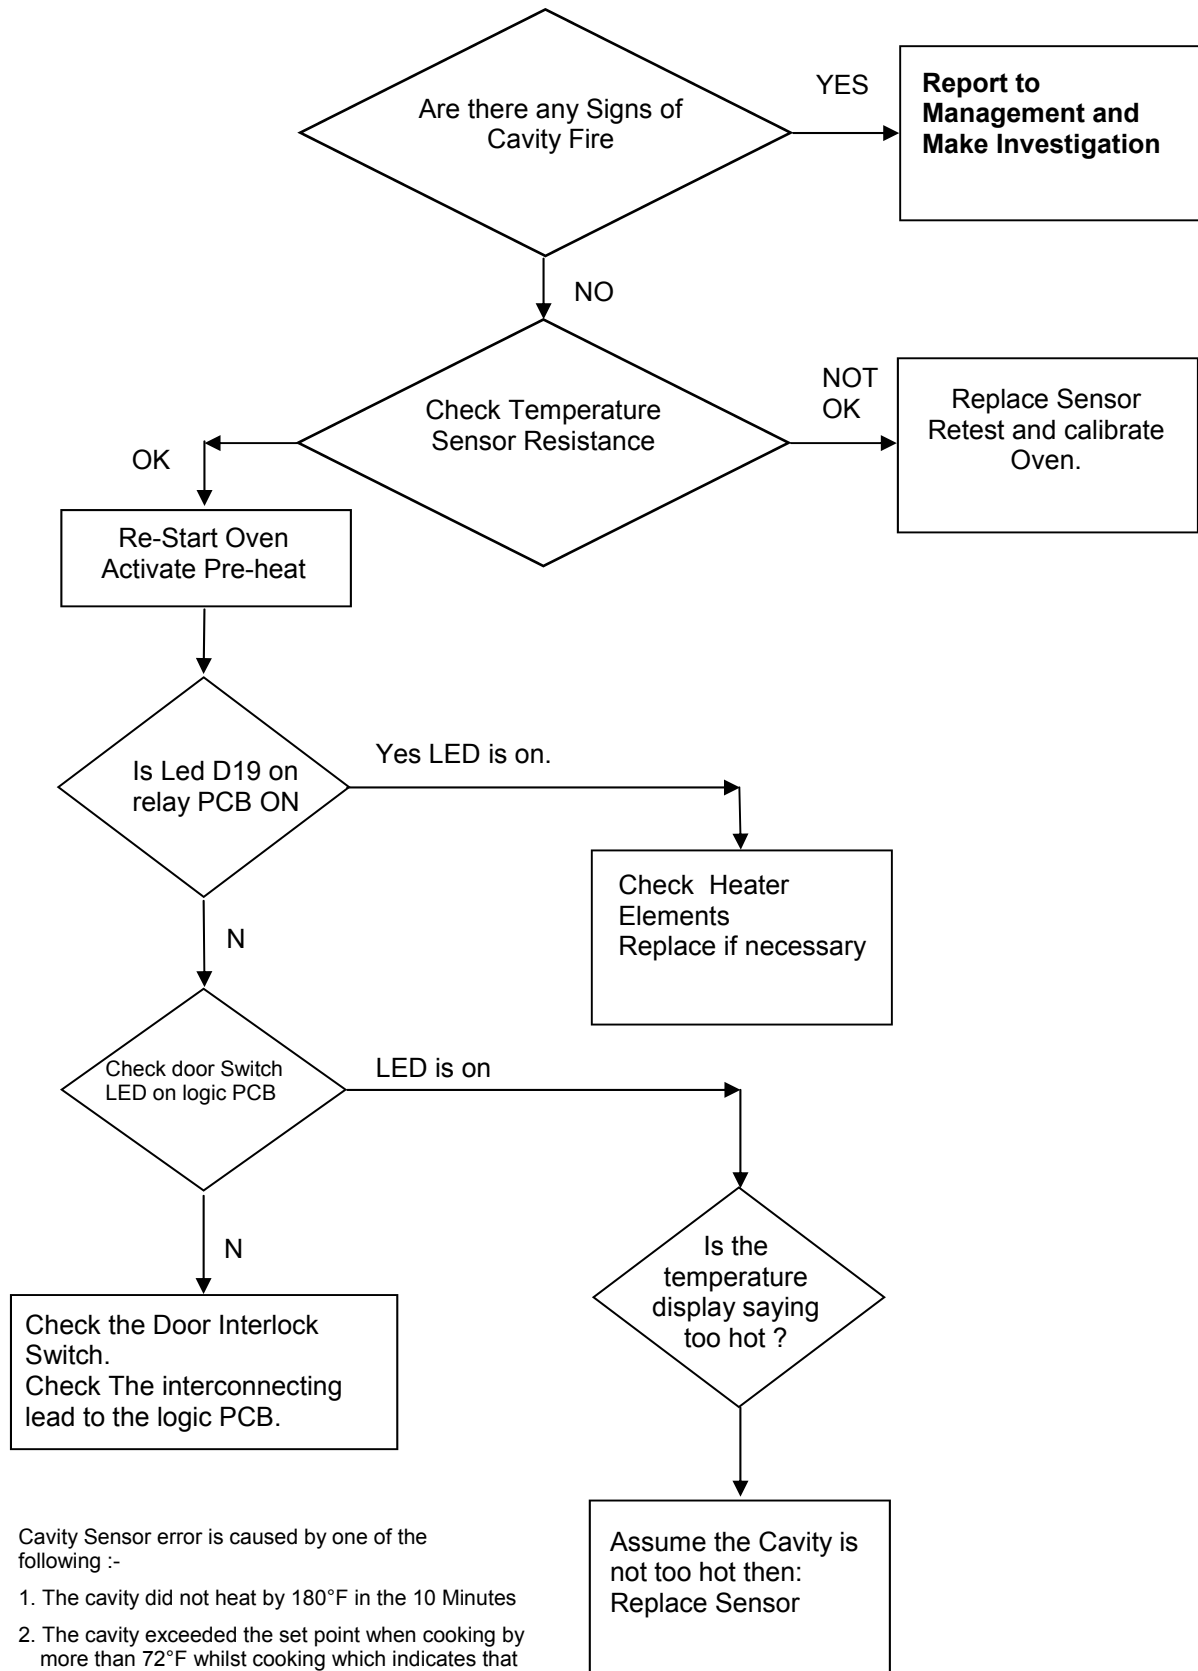 Are there any Signs of
Cavity Fire
YES
Report to
Management and
Make Investigation
NO
Check Temperature
Sensor Resistance
NOT
OK
Replace Sensor
Retest and calibrate
Oven.
OK
Re-Start Oven
Activate Pre-heat
Is Led D19 on
relay PCB ON
Yes LED is on.
Check Heater
Elements
Replace if necessary
N
Check door Switch
LED on logic PCB
LED is on
N
Is the
temperature
display saying
too hot ?
Check the Door Interlock
Switch.
Check The interconnecting
lead to the logic PCB.
Assume the Cavity is
not too hot then:
Replace Sensor
Cavity Sensor error is caused by one of the
following :-
1. The cavity did not heat by 180°F in the 10 Minutes
2. The cavity exceeded the set point when cooking by
more than 72°F whilst cooking which indicates that